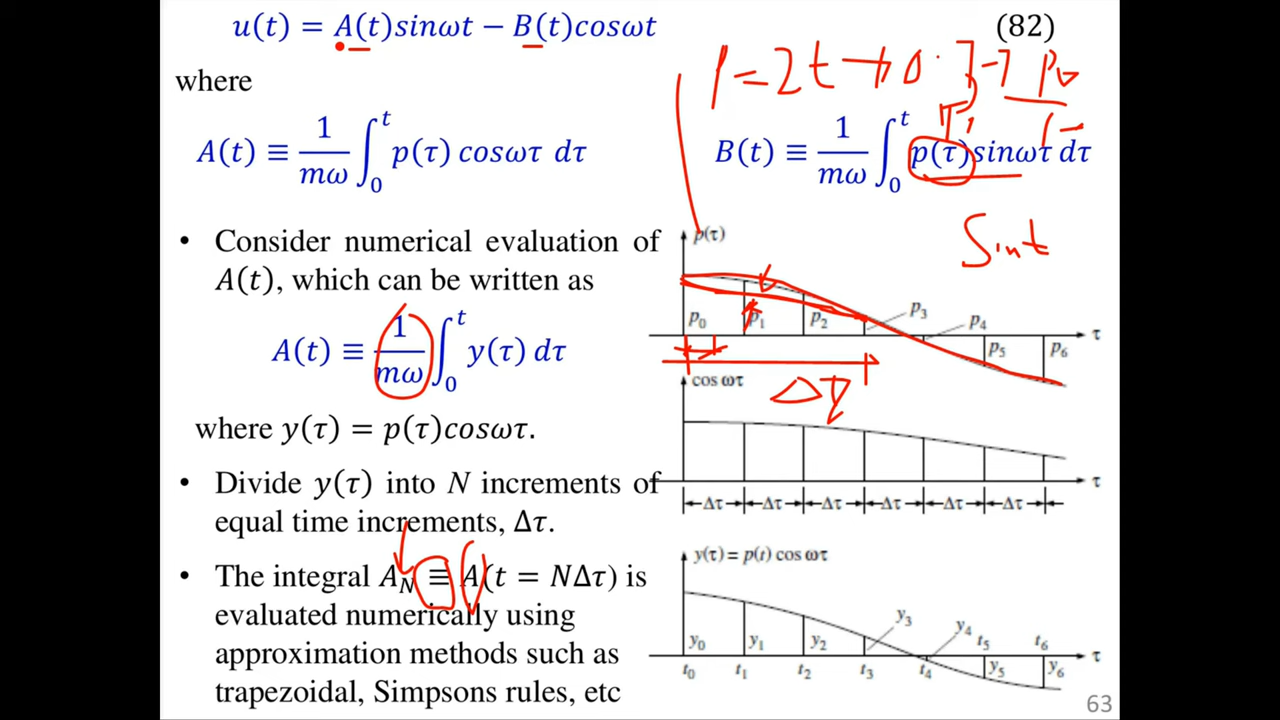 u(t) = A(t)sinωt − B(t)cosωt (82)
where
A(t) ≡ 1/mω ∫₀ᵗ p(τ) cosωτ dτ
B(t) ≡ 1/mω ∫₀ᵗ p(τ)sinωτ dτ
• Consider numerical evaluation of
A(t), which can be written as
A(t) ≡ 1/mω ∫₀ᵗ y(τ) dτ
where y(τ) = p(τ)cosωτ.
• Divide y(τ) into N increments of
equal time increments, Δτ.
• The integral A_N ≡ A(t = NΔτ) is
evaluated numerically using
approximation methods such as
trapezoidal, Simpsons rules, etc
Sint
p(τ)
p₀ p₁ p₂ p₃ p₄ p₅ p₆ τ
cos ωτ
τ
Δτ Δτ Δτ Δτ Δτ Δτ
y(τ) = p(t) cos ωτ
y₀ y₁ y₂ y₃ y₄ y₅ y₆ τ
t₀ t₁ t₂ t₃ t₄ t₅ t₆
63